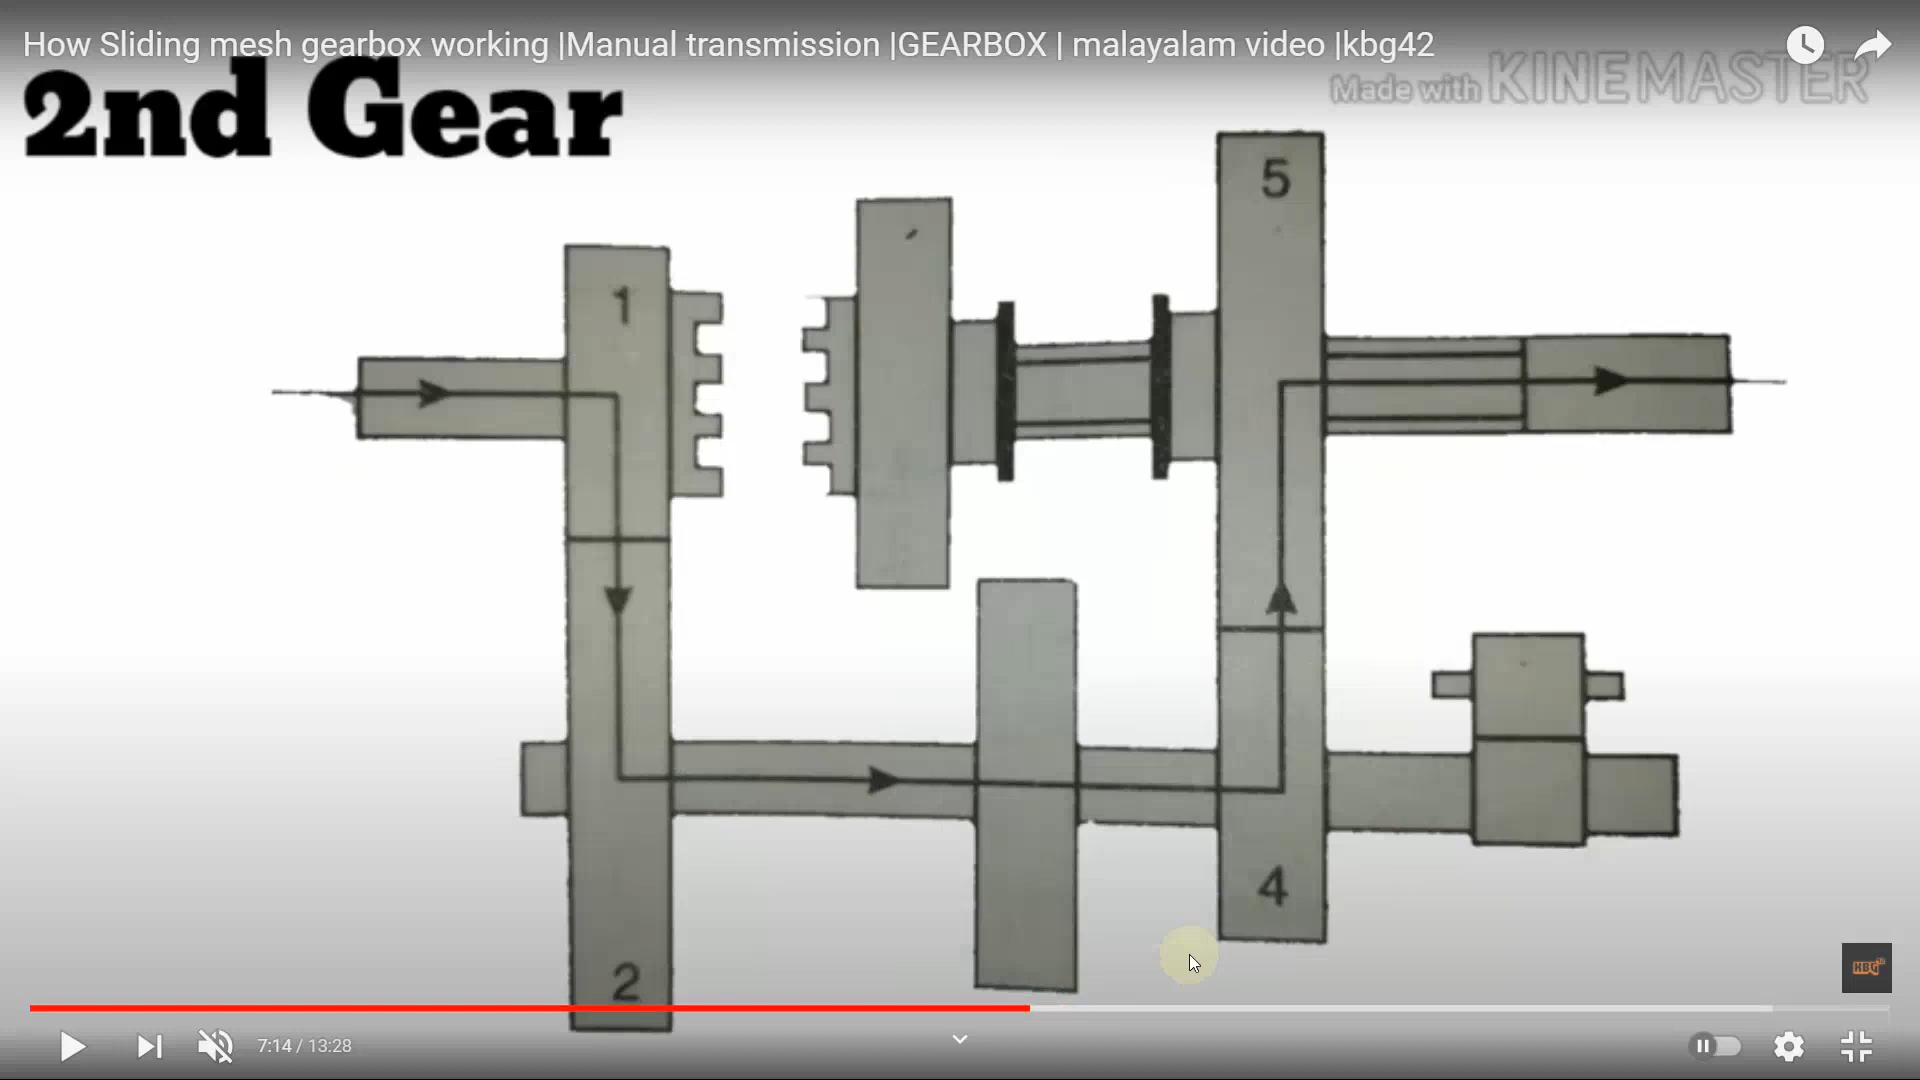 How Sliding mesh gearbox working |Manual transmission |GEARBOX | malayalam video |kbg42
Made with KINEMASTER
2nd Gear
5
1
4
2
KBG42
7:14 / 13:28